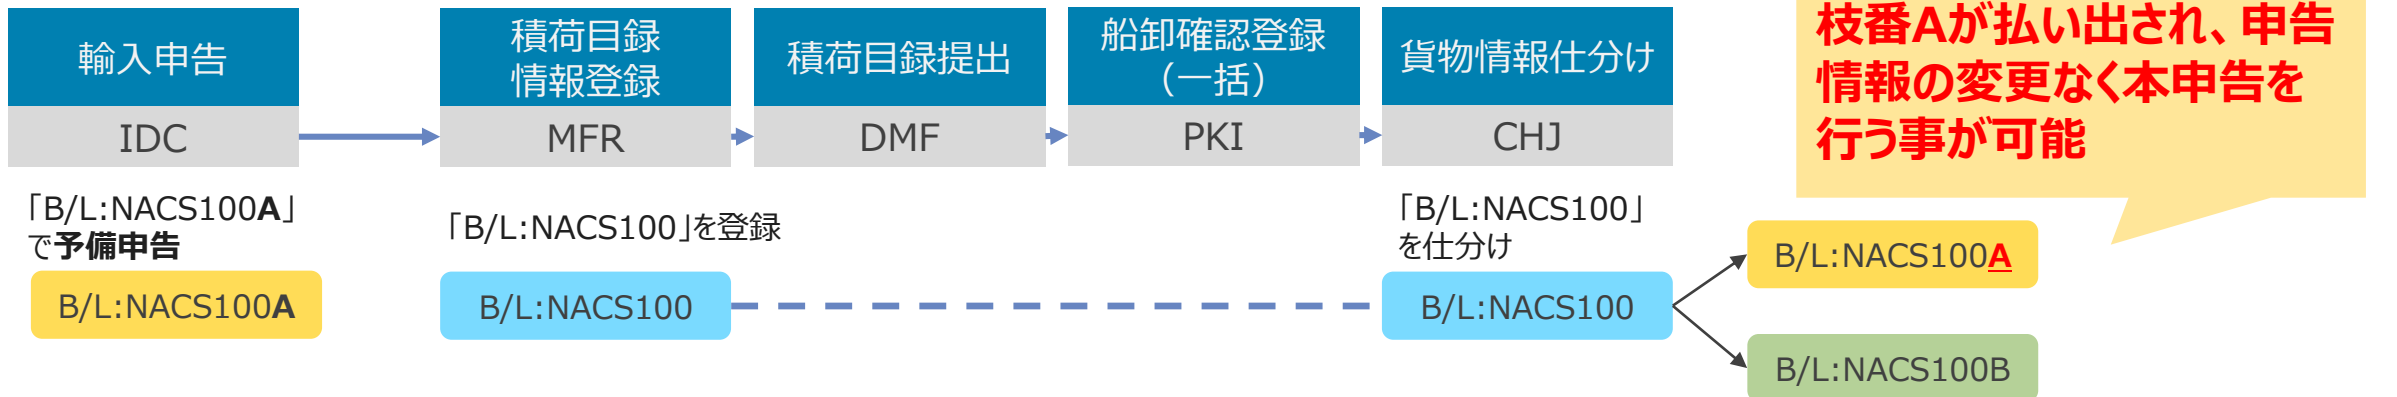 輸入申告
IDC
積荷目録
情報登録
MFR
積荷目録提出
DMF
船卸確認登録
（一括）
PKI
貨物情報仕分け
CHJ
枝番Aが払い出され、申告
情報の変更なく本申告を
行う事が可能
「B/L:NACS100A」
で予備申告
B/L:NACS100A
「B/L:NACS100」を登録
B/L:NACS100
「B/L:NACS100」
を仕分け
B/L:NACS100
B/L:NACS100A
B/L:NACS100B